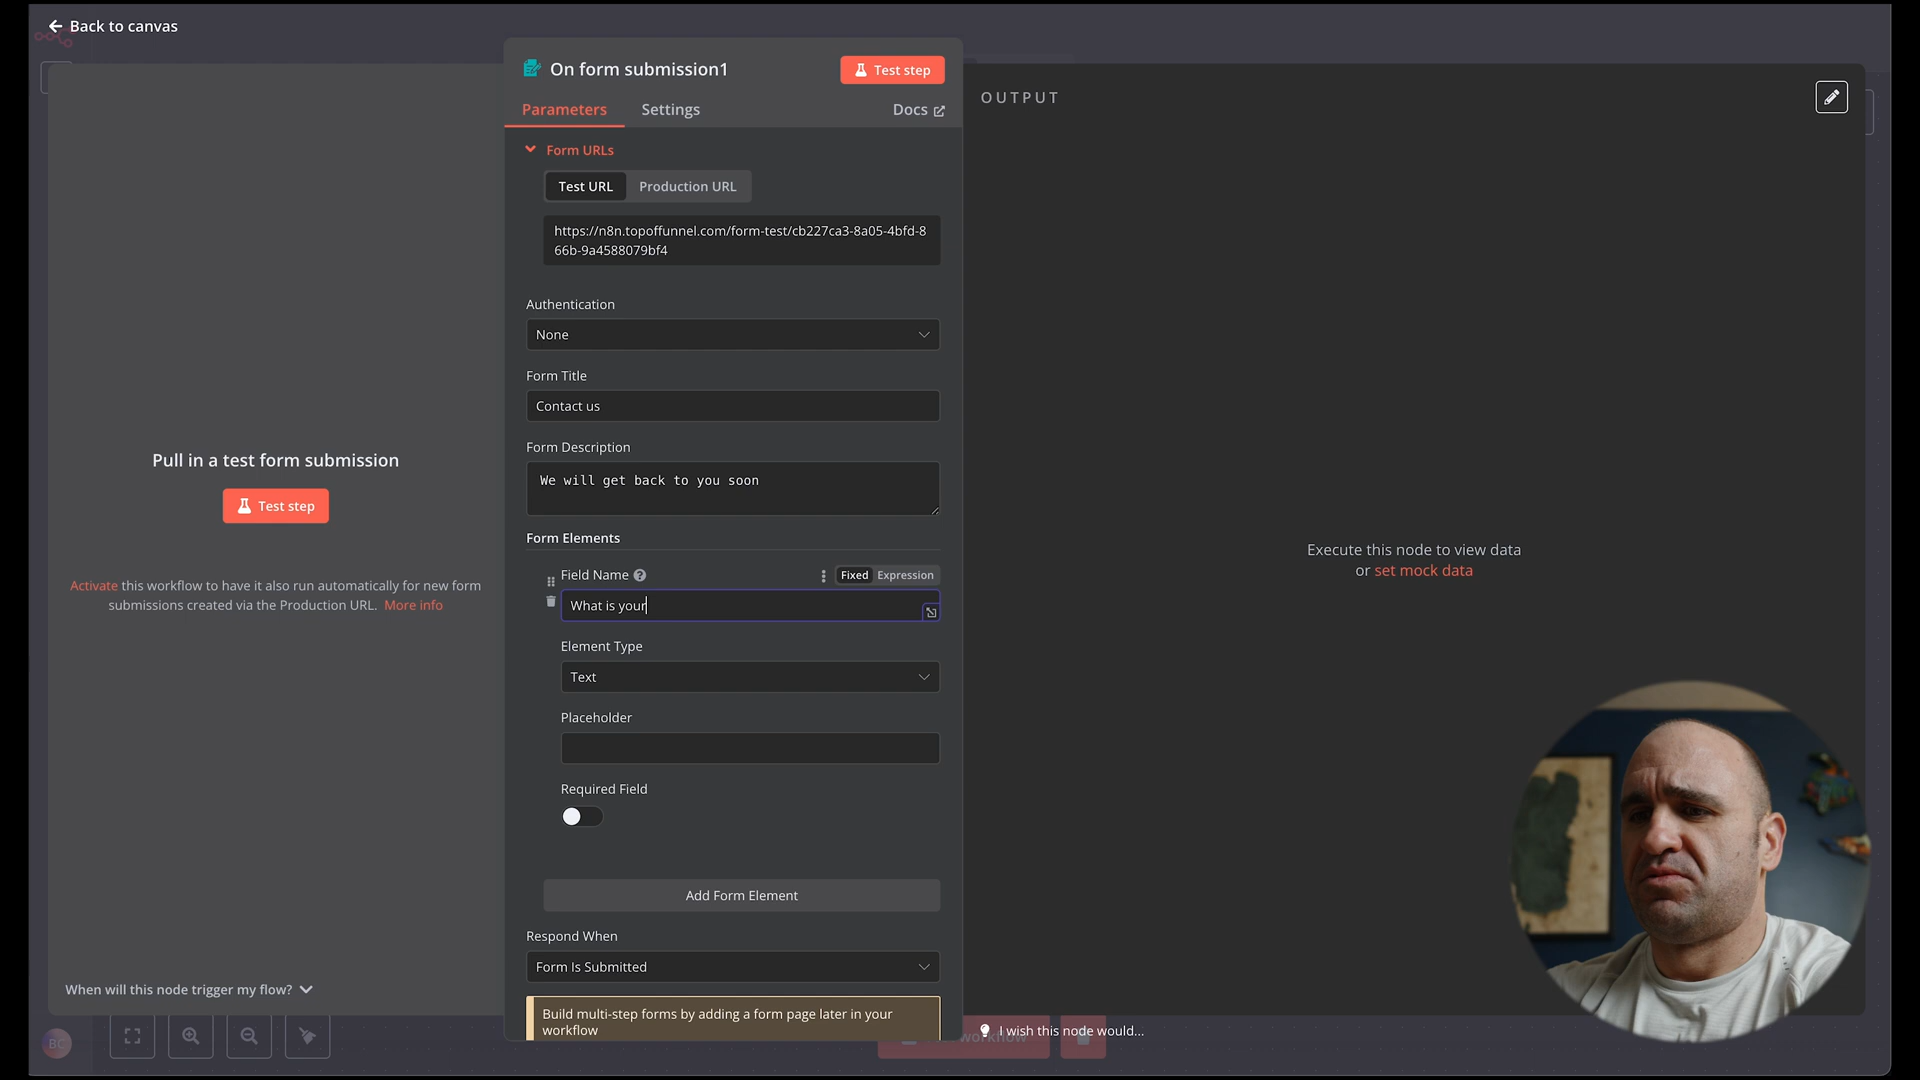 Back to canvas
On form submission1
Test step
Parameters
Settings
Docs
OUTPUT
Form URLs
Test URL
Production URL
https://n8n.topoffunnel.com/form-test/cb227ca3-8a05-4bfd-8
66b-9a4588079bf4
Authentication
None
Form Title
Contact us
Form Description
We will get back to you soon
Form Elements
Field Name
Fixed
Expression
What is your
Element Type
Text
Placeholder
Required Field
Add Form Element
Respond When
Form Is Submitted
Build multi-step forms by adding a form page later in your
workflow
Pull in a test form submission
Test step
Activate this workflow to have it also run automatically for new form
submissions created via the Production URL. More info
When will this node trigger my flow?
Execute this node to view data
or set mock data
I wish this node would...
BC
workflow